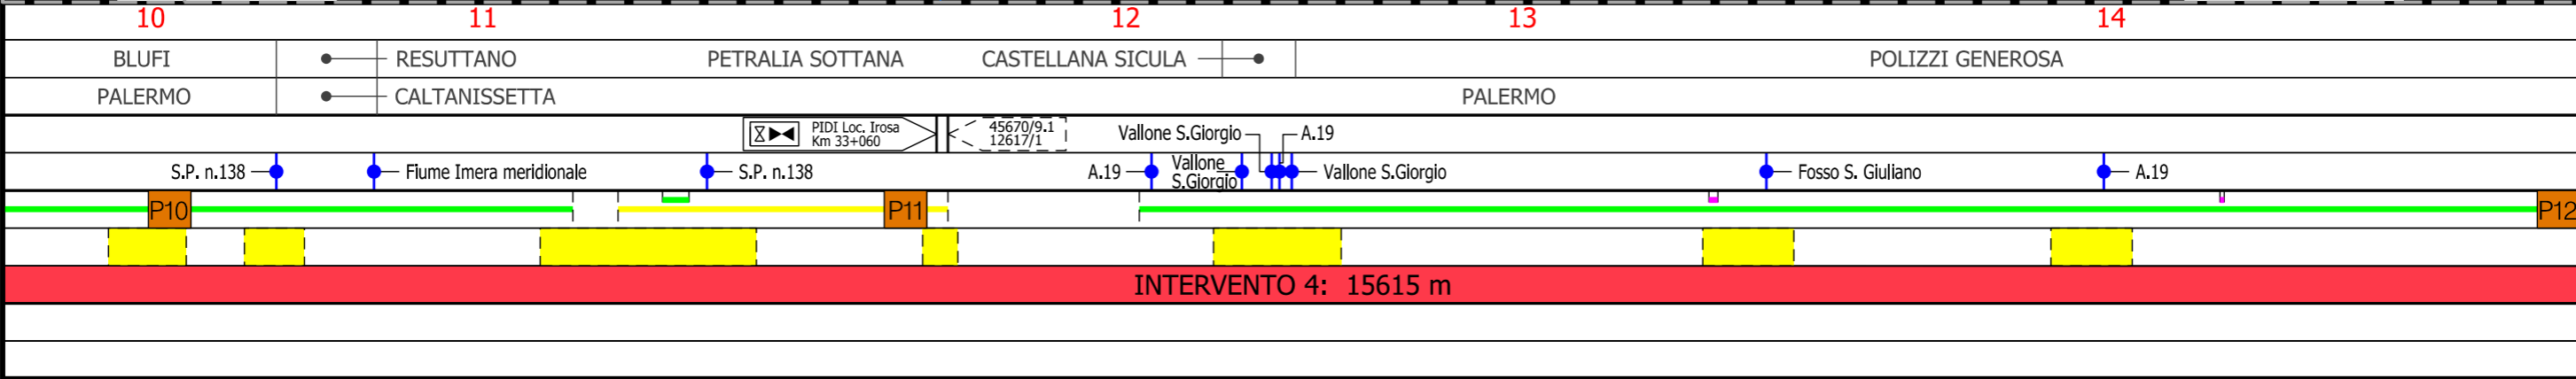 10 11 12 13 14
BLUFI RESUTTANO PETRALIA SOTTANA CASTELLANA SICULA POLIZZI GENEROSA
PALERMO CALTANISSETTA PALERMO
PIDI Loc. Irosa
Km 33+060
45670/9.1
12617/1
Vallone S.Giorgio A.19
S.P. n.138 Fiume Imera meridionale S.P. n.138 A.19
Vallone
S.Giorgio
Vallone S.Giorgio Fosso S. Giuliano A.19
P10 P11 P12
INTERVENTO 4: 15615 m